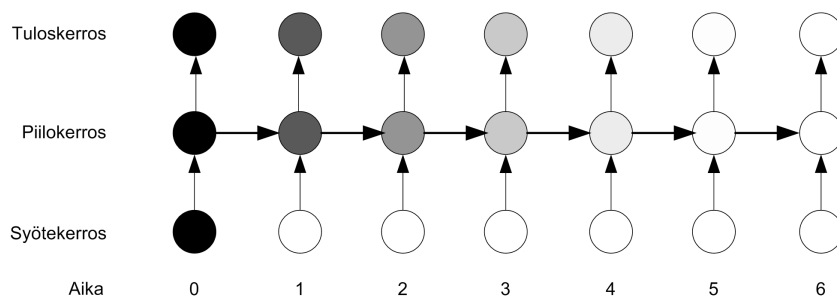 Tuloskerros
Piilokerros
Syötekerros
Aika 0 1 2 3 4 5 6